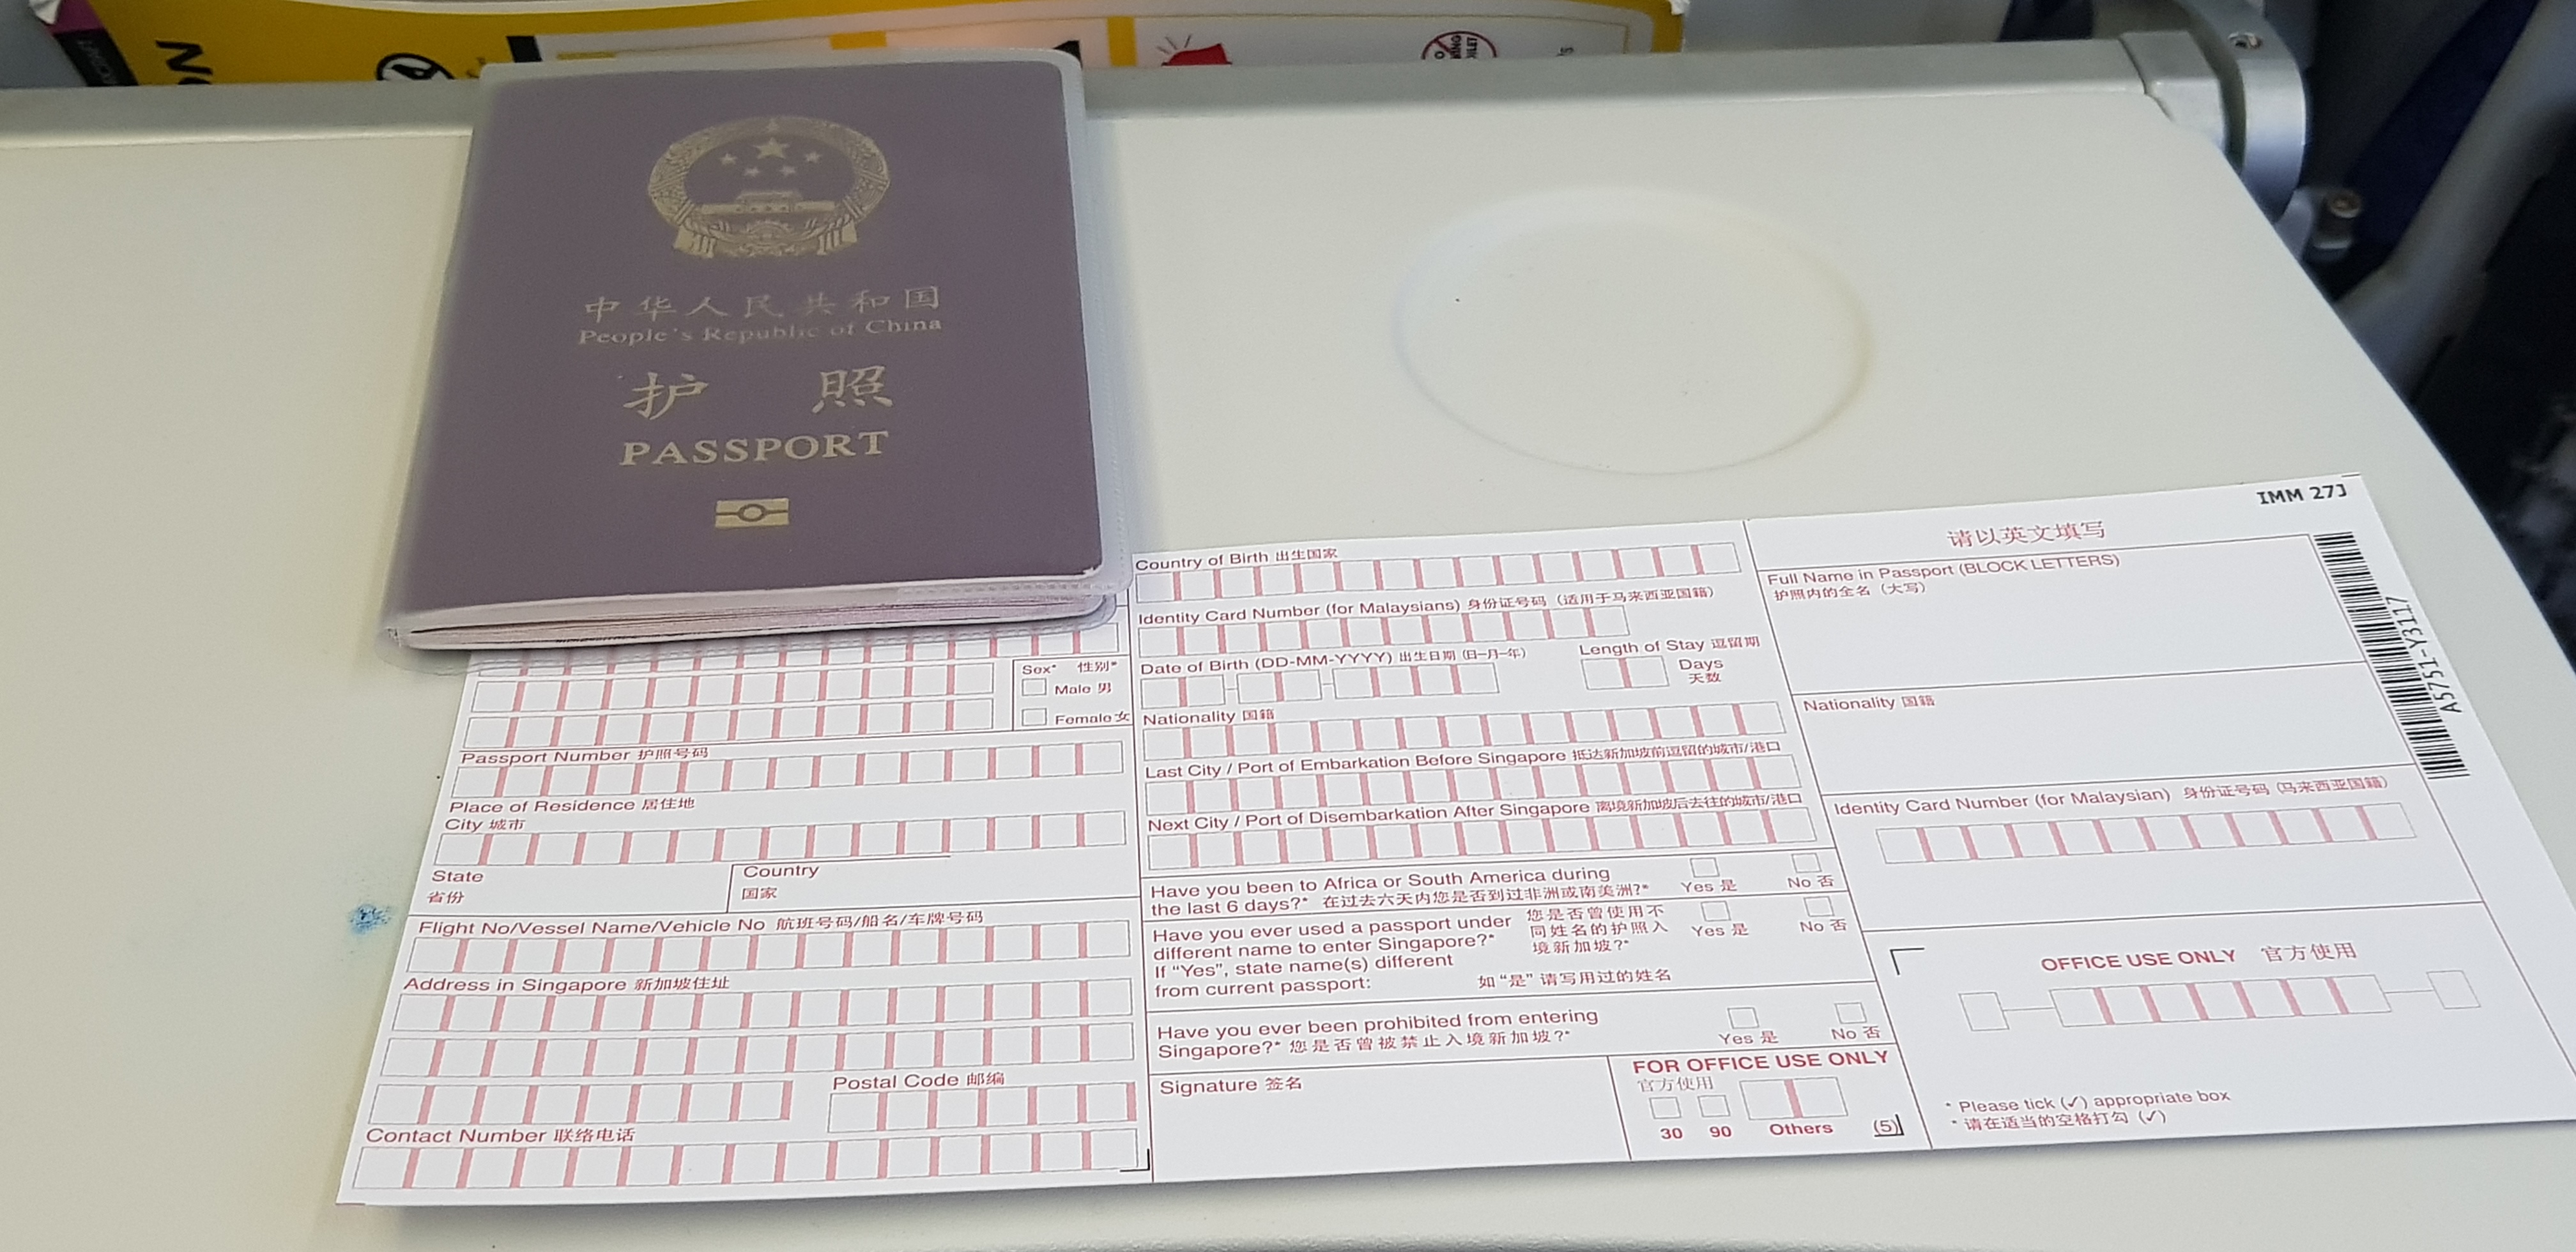 中华人民共和国
People's Republic of China
护 照
PASSPORT
Sex* 性别*
Male 男
Female 女
Passport Number 护照号码
Place of Residence 居住地
City 城市
State
省份
Country
国家
Flight No/Vessel Name/Vehicle No 航班号码/船名/车牌号码
Address in Singapore 新加坡住址
Postal Code 邮编
Contact Number 联络电话
Country of Birth 出生国家
Identity Card Number (for Malaysians) 身份证号码 (适用于马来西亚国籍)
Date of Birth (DD-MM-YYYY) 出生日期 (日-月-年)
Length of Stay 逗留期
Days
天数
Nationality 国籍
Last City / Port of Embarkation Before Singapore 抵达新加坡前逗留的城市/港口
Next City / Port of Disembarkation After Singapore 离境新加坡后去往的城市/港口
Have you been to Africa or South America during
the last 6 days?* 在过去六天内您是否到过非洲或南美洲?*
Yes 是 No 否
Have you ever used a passport under
different name to enter Singapore?*
If "Yes", state name(s) different
from current passport:
您是否曾使用不
同姓名的护照入
境新加坡?*
如“是”请写用过的姓名
Yes 是 No 否
Have you ever been prohibited from entering
Singapore?* 您是否曾被禁止入境新加坡?*
Yes 是 No 否
Signature 签名
FOR OFFICE USE ONLY
官方使用
30 90 Others (5)
IMM 27J
请以英文填写
Full Name in Passport (BLOCK LETTERS)
护照内的全名 (大写)
Nationality 国籍
Identity Card Number (for Malaysian) 身份证号码 (马来西亚国籍)
A5751-Y3117
OFFICE USE ONLY 官方使用
* Please tick (✓) appropriate box
* 请在适当的空格打勾 (✓)